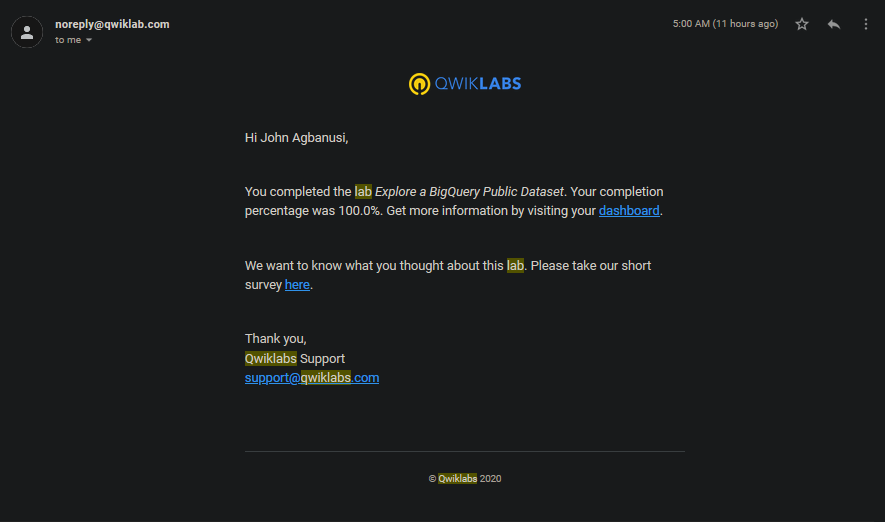 noreply@qwiklab.com
5:00 AM (11 hours ago)
to me
QWIKLABS
Hi John Agbanusi,
You completed the lab Explore a BigQuery Public Dataset. Your completion
percentage was 100.0%. Get more information by visiting your dashboard.
We want to know what you thought about this lab. Please take our short
survey here.
Thank you,
Qwiklabs Support
support@qwiklabs.com
© Qwiklabs 2020